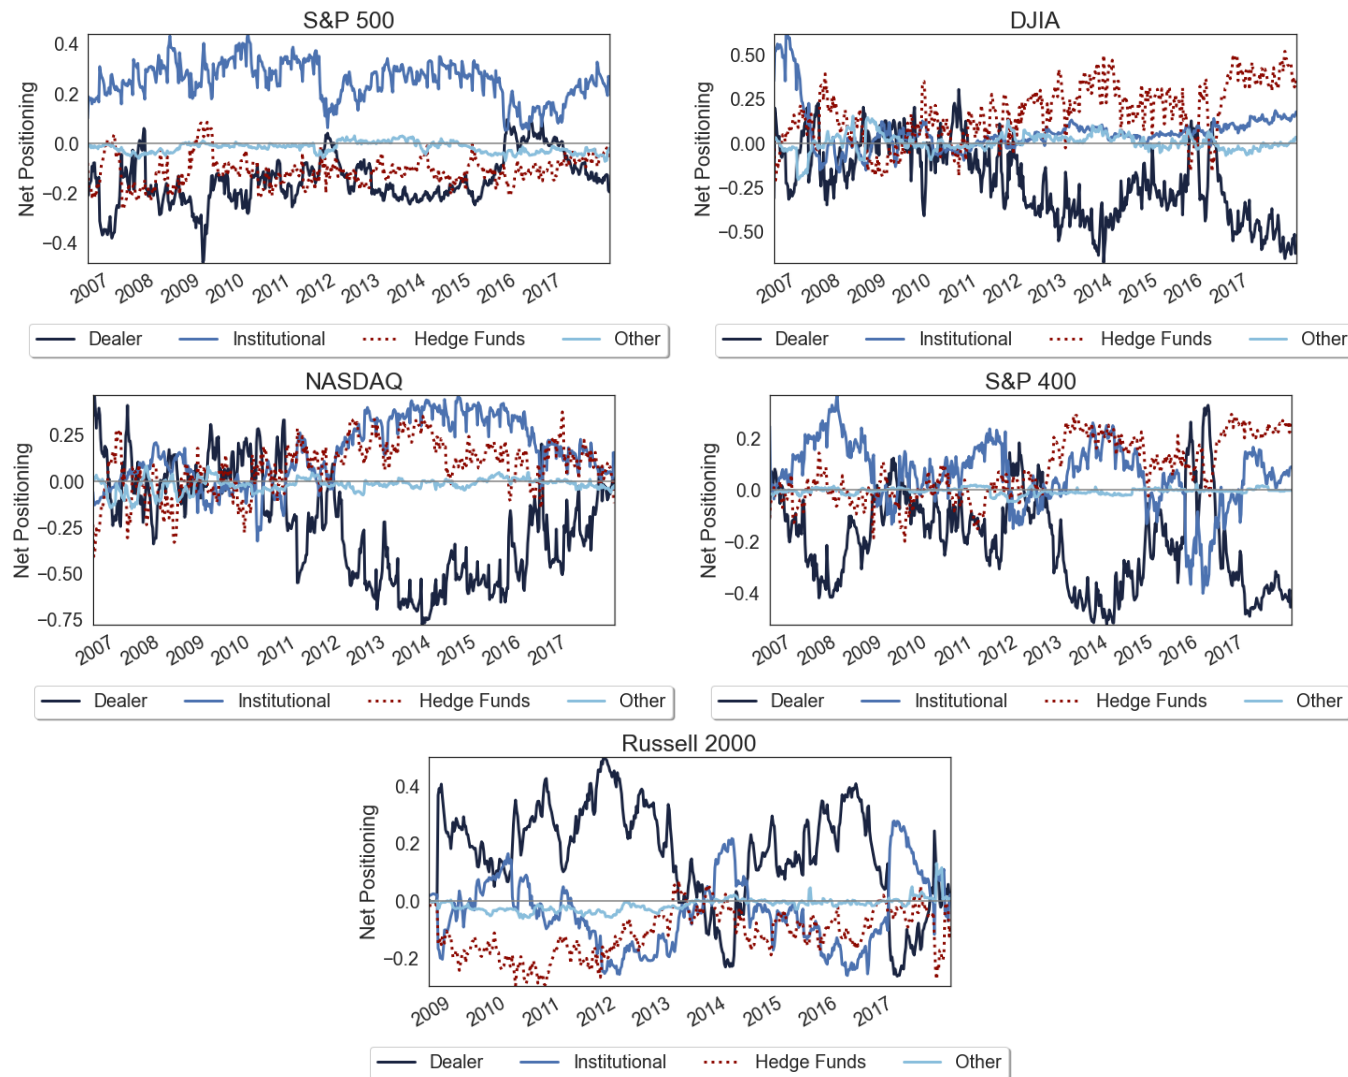 S&P 500
Net Positioning
0.4
0.2
0.0
−0.2
−0.4
2007 2008 2009 2010 2011 2012 2013 2014 2015 2016 2017
Dealer Institutional Hedge Funds Other
DJIA
Net Positioning
0.50
0.25
0.00
−0.25
−0.50
2007 2008 2009 2010 2011 2012 2013 2014 2015 2016 2017
Dealer Institutional Hedge Funds Other
NASDAQ
Net Positioning
0.25
0.00
−0.25
−0.50
−0.75
2007 2008 2009 2010 2011 2012 2013 2014 2015 2016 2017
Dealer Institutional Hedge Funds Other
S&P 400
Net Positioning
0.2
0.0
−0.2
−0.4
2007 2008 2009 2010 2011 2012 2013 2014 2015 2016 2017
Dealer Institutional Hedge Funds Other
Russell 2000
Net Positioning
0.4
0.2
0.0
−0.2
2009 2010 2011 2012 2013 2014 2015 2016 2017
Dealer Institutional Hedge Funds Other